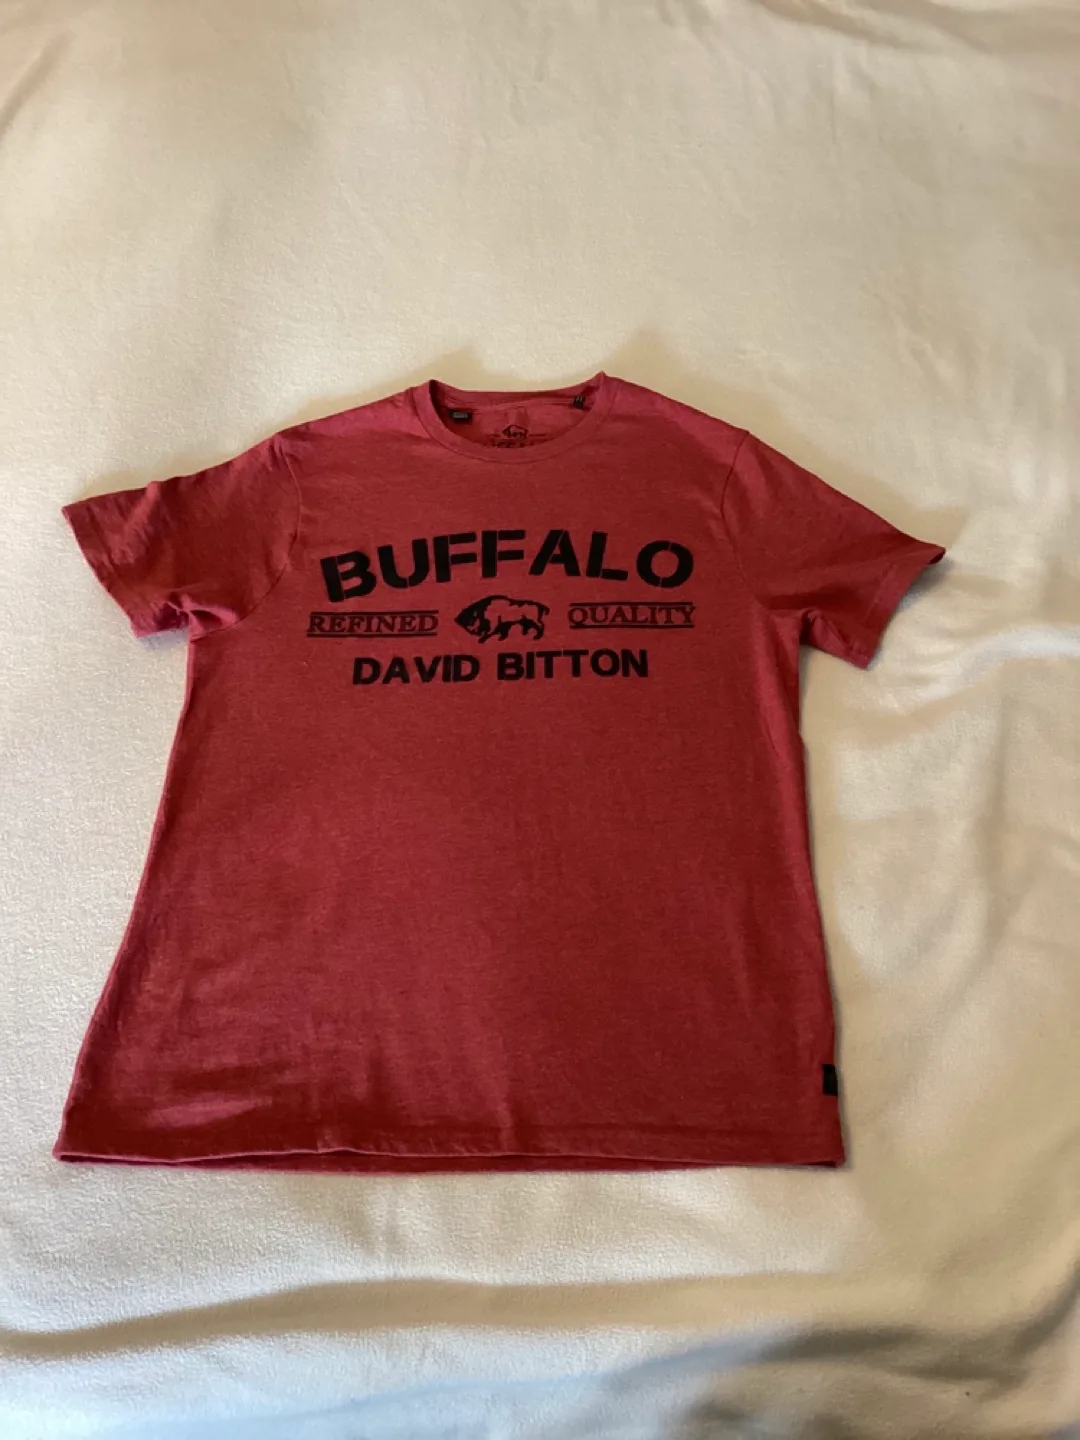 BUFFALO
REFINED QUALITY
DAVID BITTON